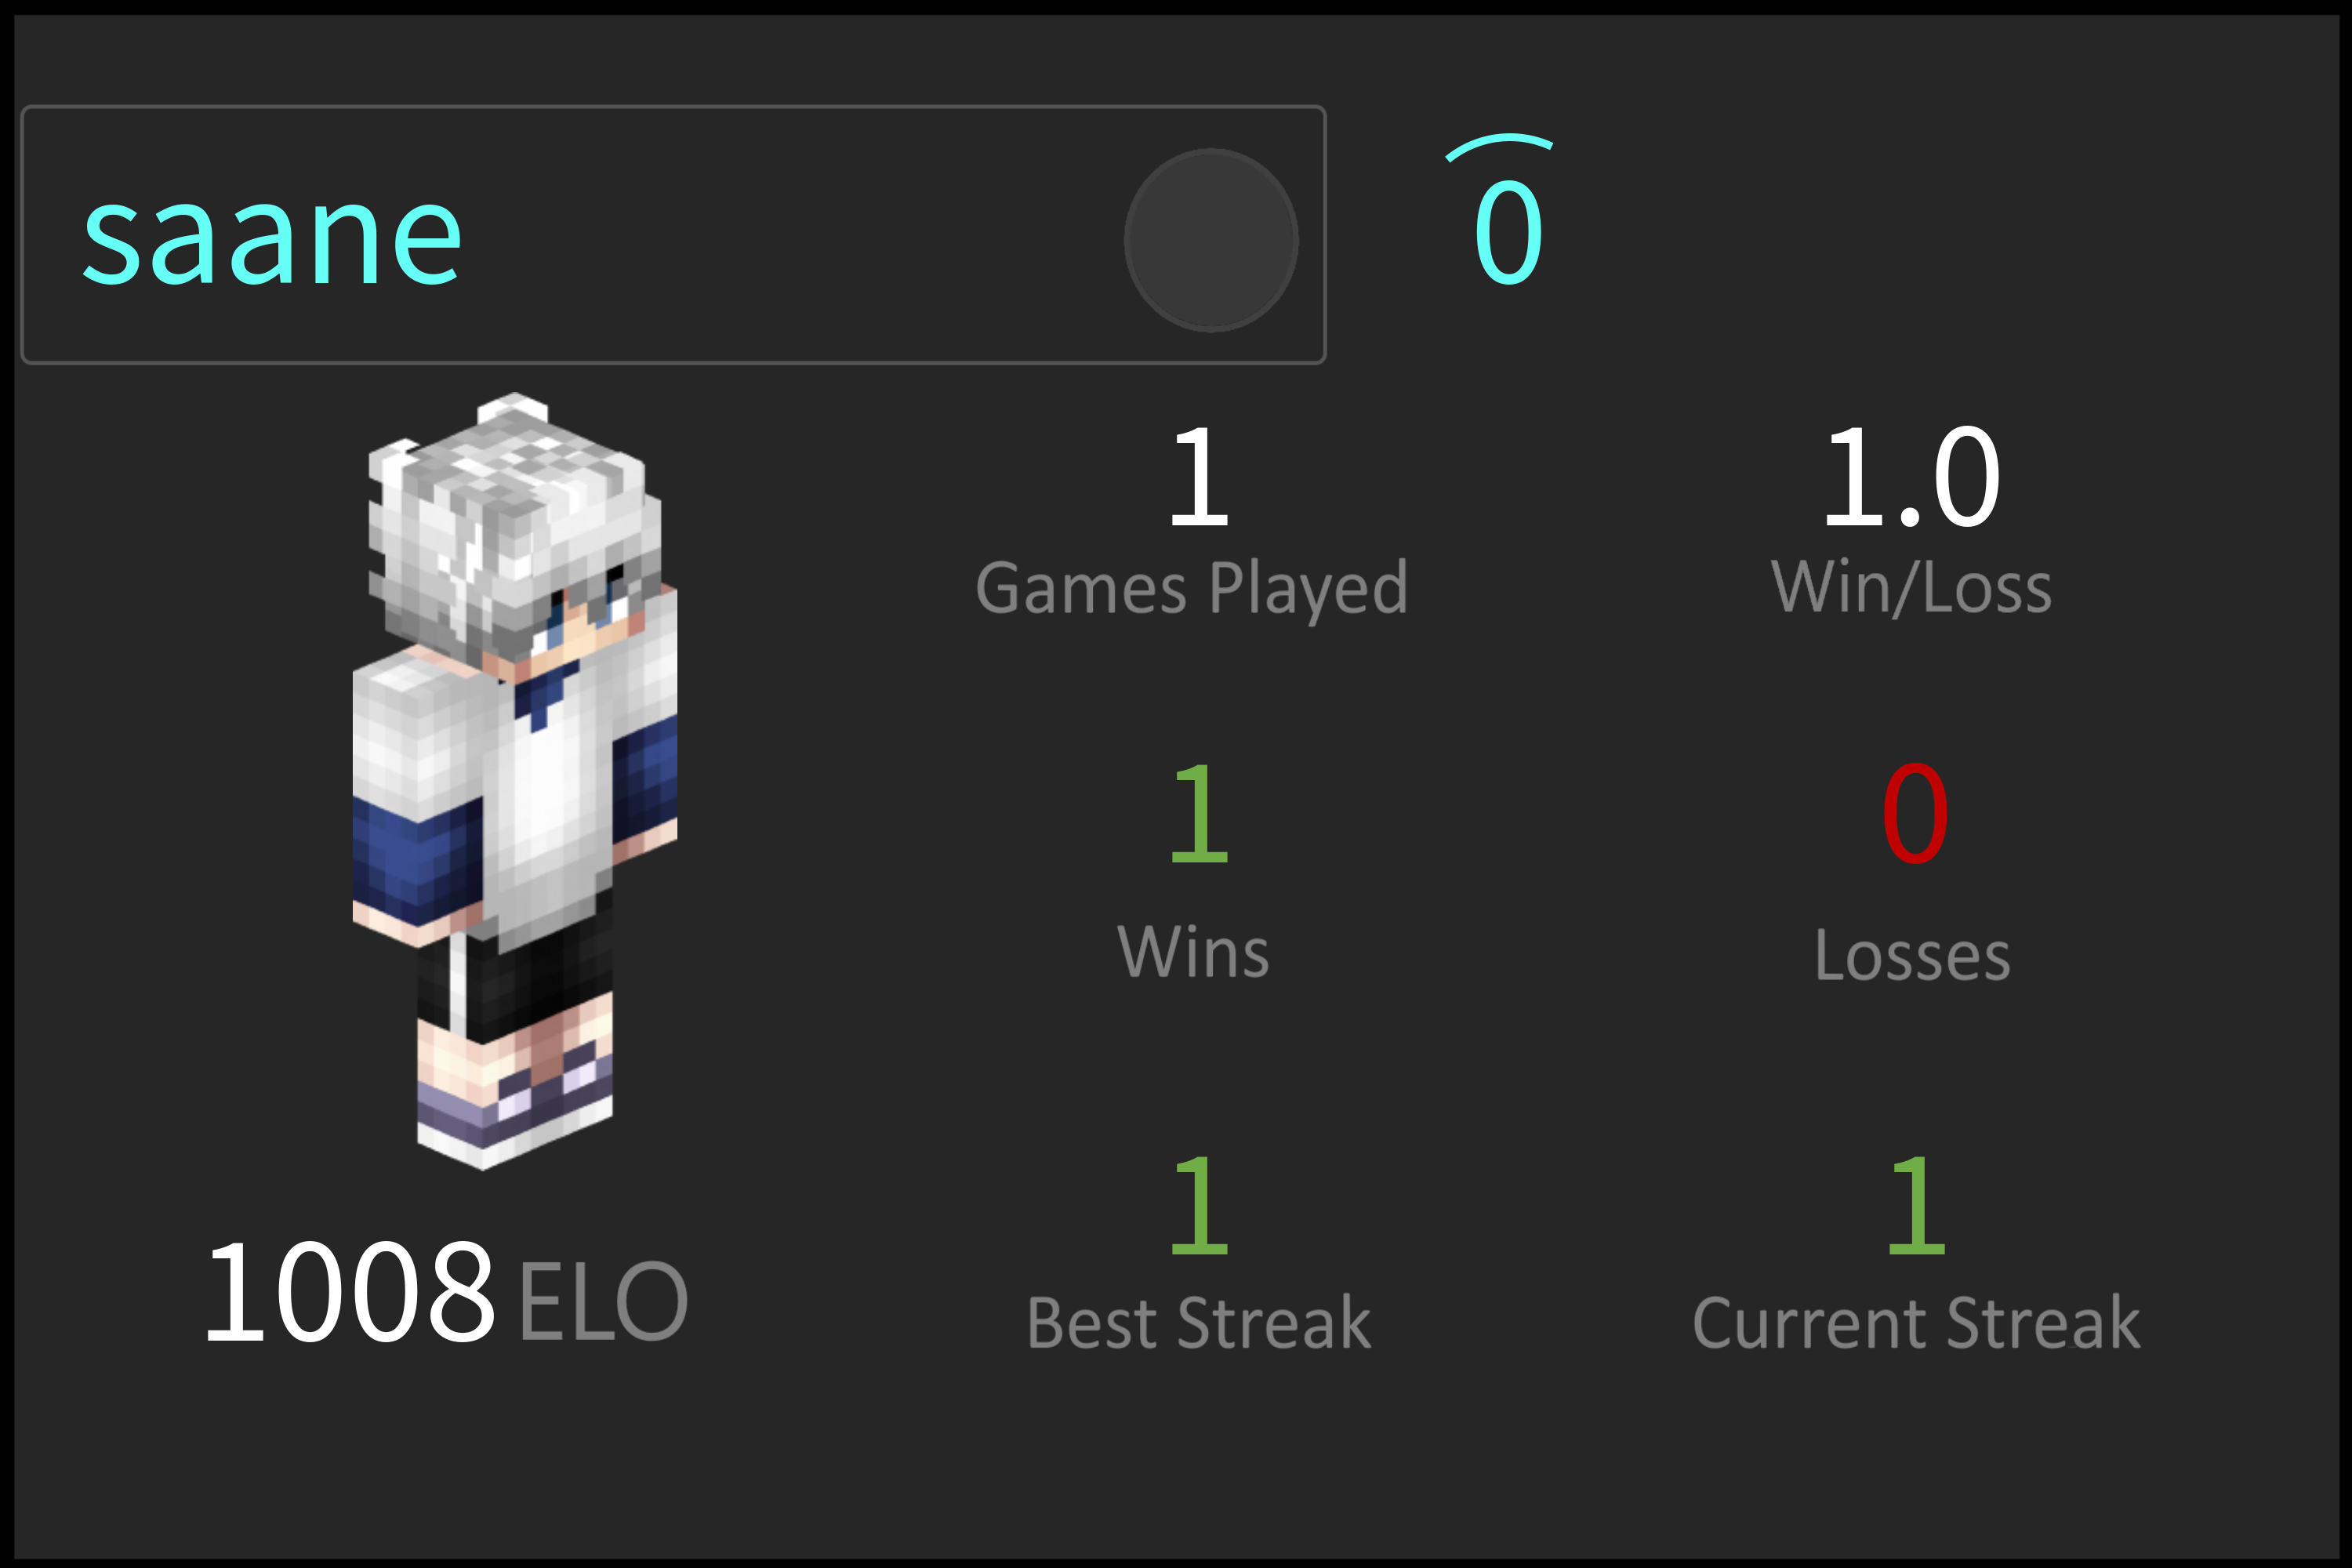 saane
0
1
1.0
Games Played
Win/Loss
1
0
Wins
Losses
1
1
Best Streak
Current Streak
1008 ELO